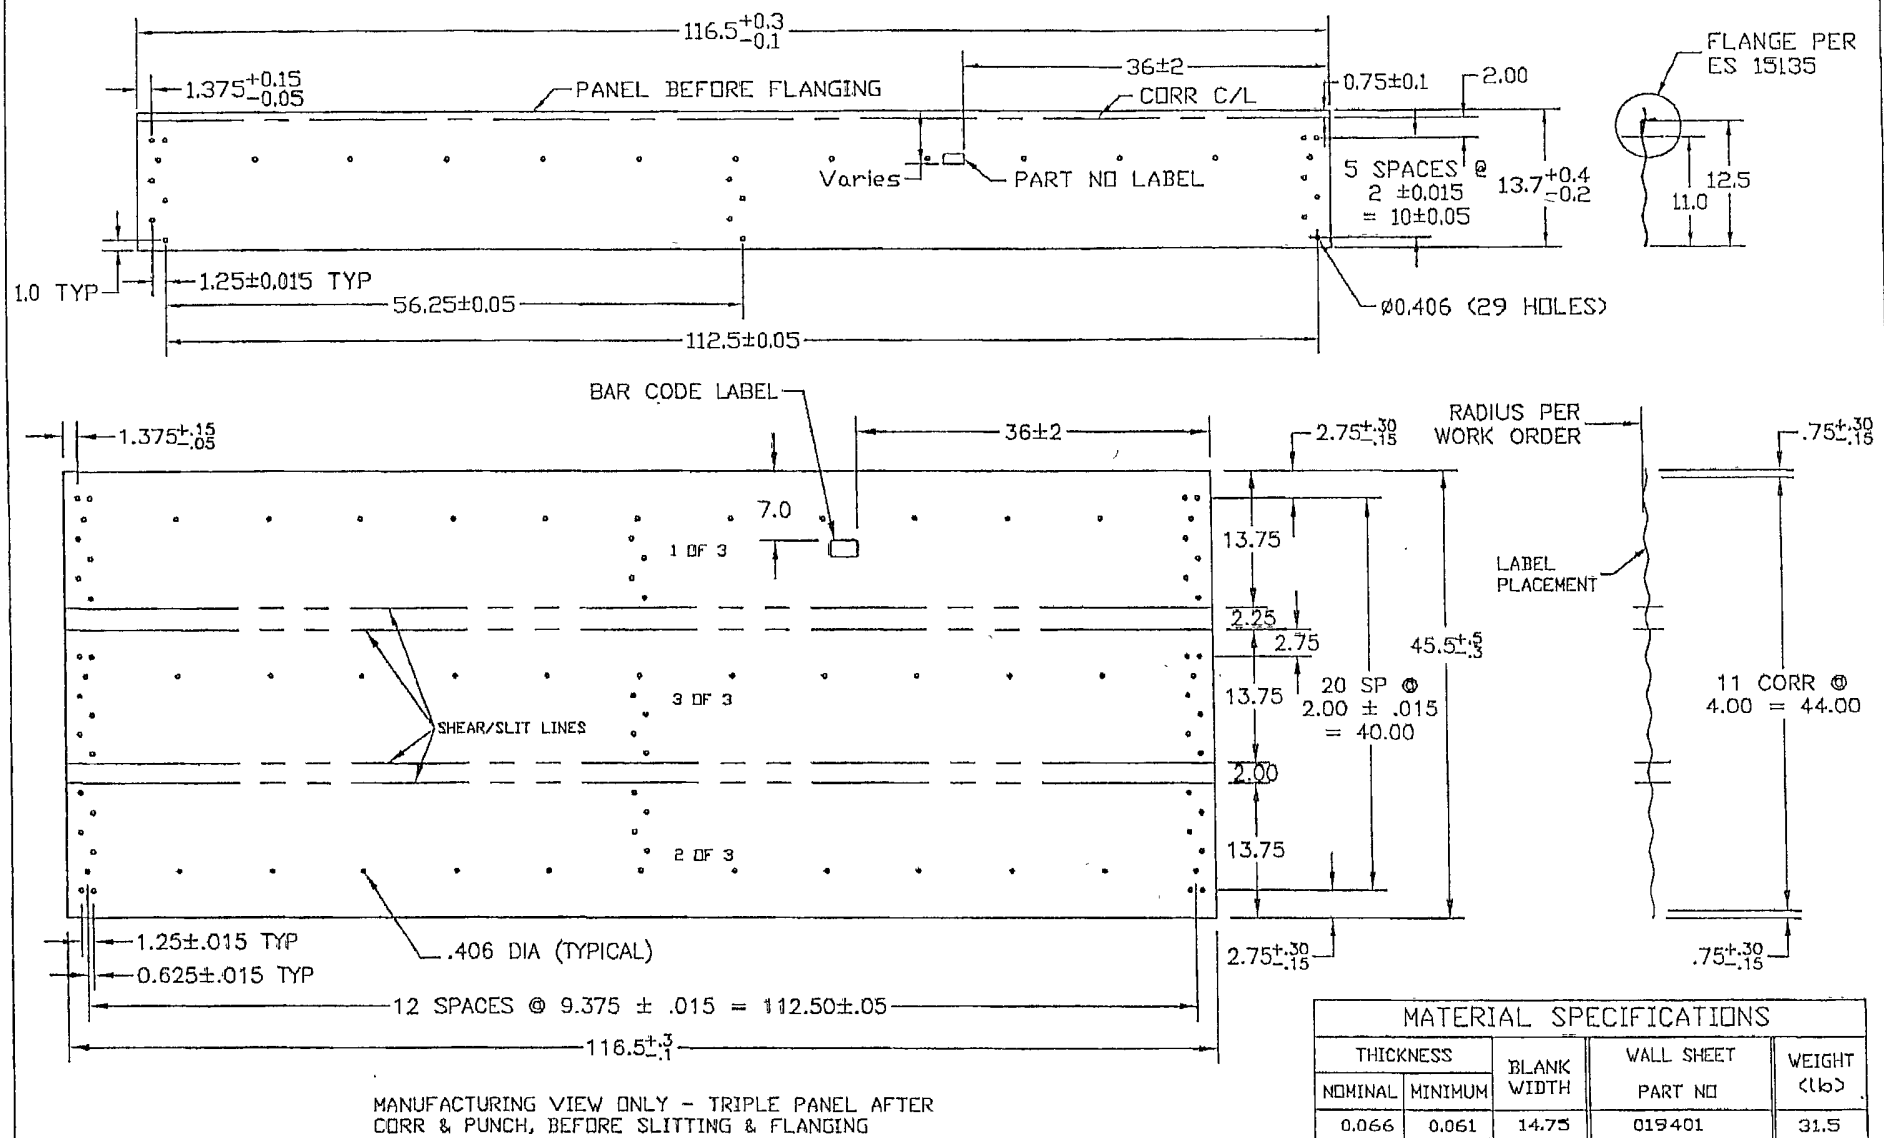 116.5+0.3
-0.1
FLANGE PER
ES 15135
36±2
0.75±0.1
2.00
1.375+0.15
-0.05
PANEL BEFORE FLANGING
CORR C/L
Varies
PART NO LABEL
5 SPACES @
2 ±0.015
= 10±0.05
13.7+0.4
-0.2
12.5
11.0
1.0 TYP
1.25±0.015 TYP
56.25±0.05
Ø0.406 (29 HOLES)
112.5±0.05
BAR CODE LABEL
1.375+.15
-.05
36±2
2.75+.30
-.15
RADIUS PER
WORK ORDER
.75+.30
-.15
7.0
13.75
1 OF 3
LABEL
PLACEMENT
2.25
2.75
45.5+.5
-.3
3 OF 3
13.75
20 SP @
2.00 ± .015
= 40.00
11 CORR @
4.00 = 44.00
SHEAR/SLIT LINES
2.00
13.75
2 OF 3
1.25±.015 TYP
.406 DIA (TYPICAL)
2.75+.30
-.15
.75+.30
-.15
0.625±.015 TYP
12 SPACES @ 9.375 ± .015 = 112.50±.05
116.5+.3
-.1
MANUFACTURING VIEW ONLY - TRIPLE PANEL AFTER
CORR & PUNCH, BEFORE SLITTING & FLANGING
MATERIAL SPECIFICATIONS
THICKNESS
BLANK
WIDTH
WALL SHEET
PART NO
WEIGHT
(lb)
NOMINAL MINIMUM
0.066 0.061 14.75 019401 31.5